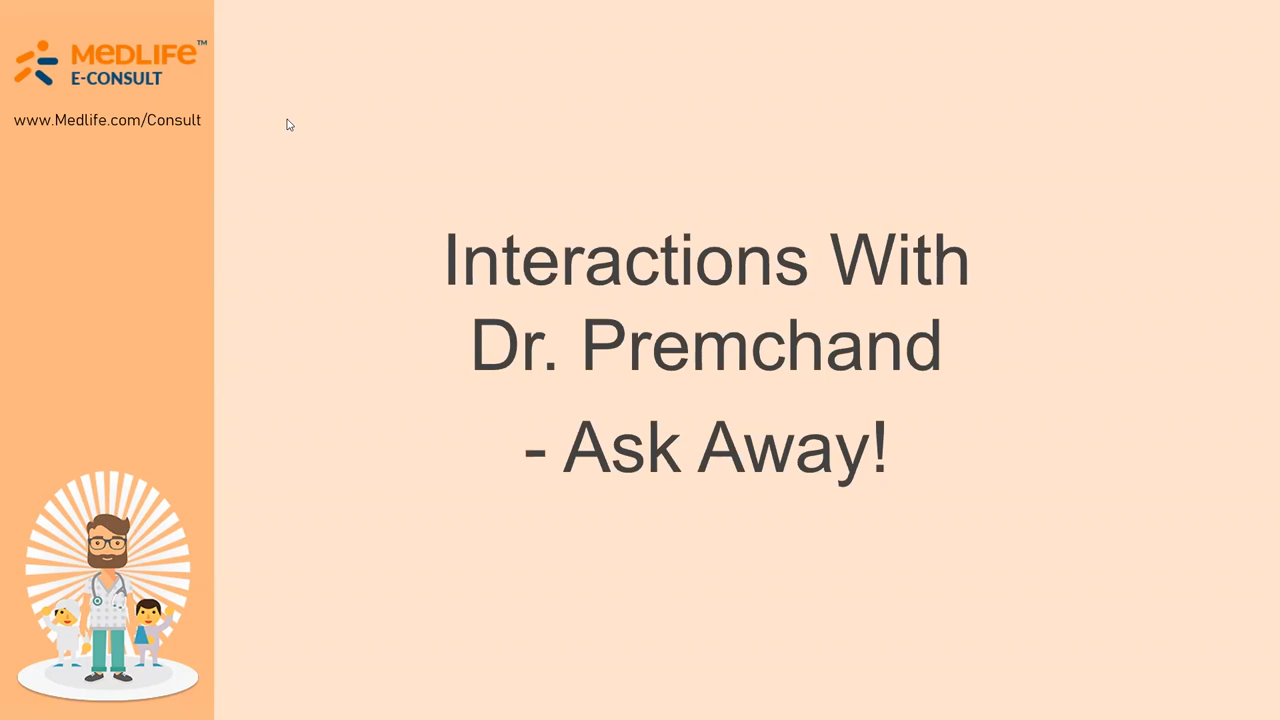 MEDLIFE™
E-CONSULT
www.Medlife.com/Consult
Interactions With
Dr. Premchand
- Ask Away!